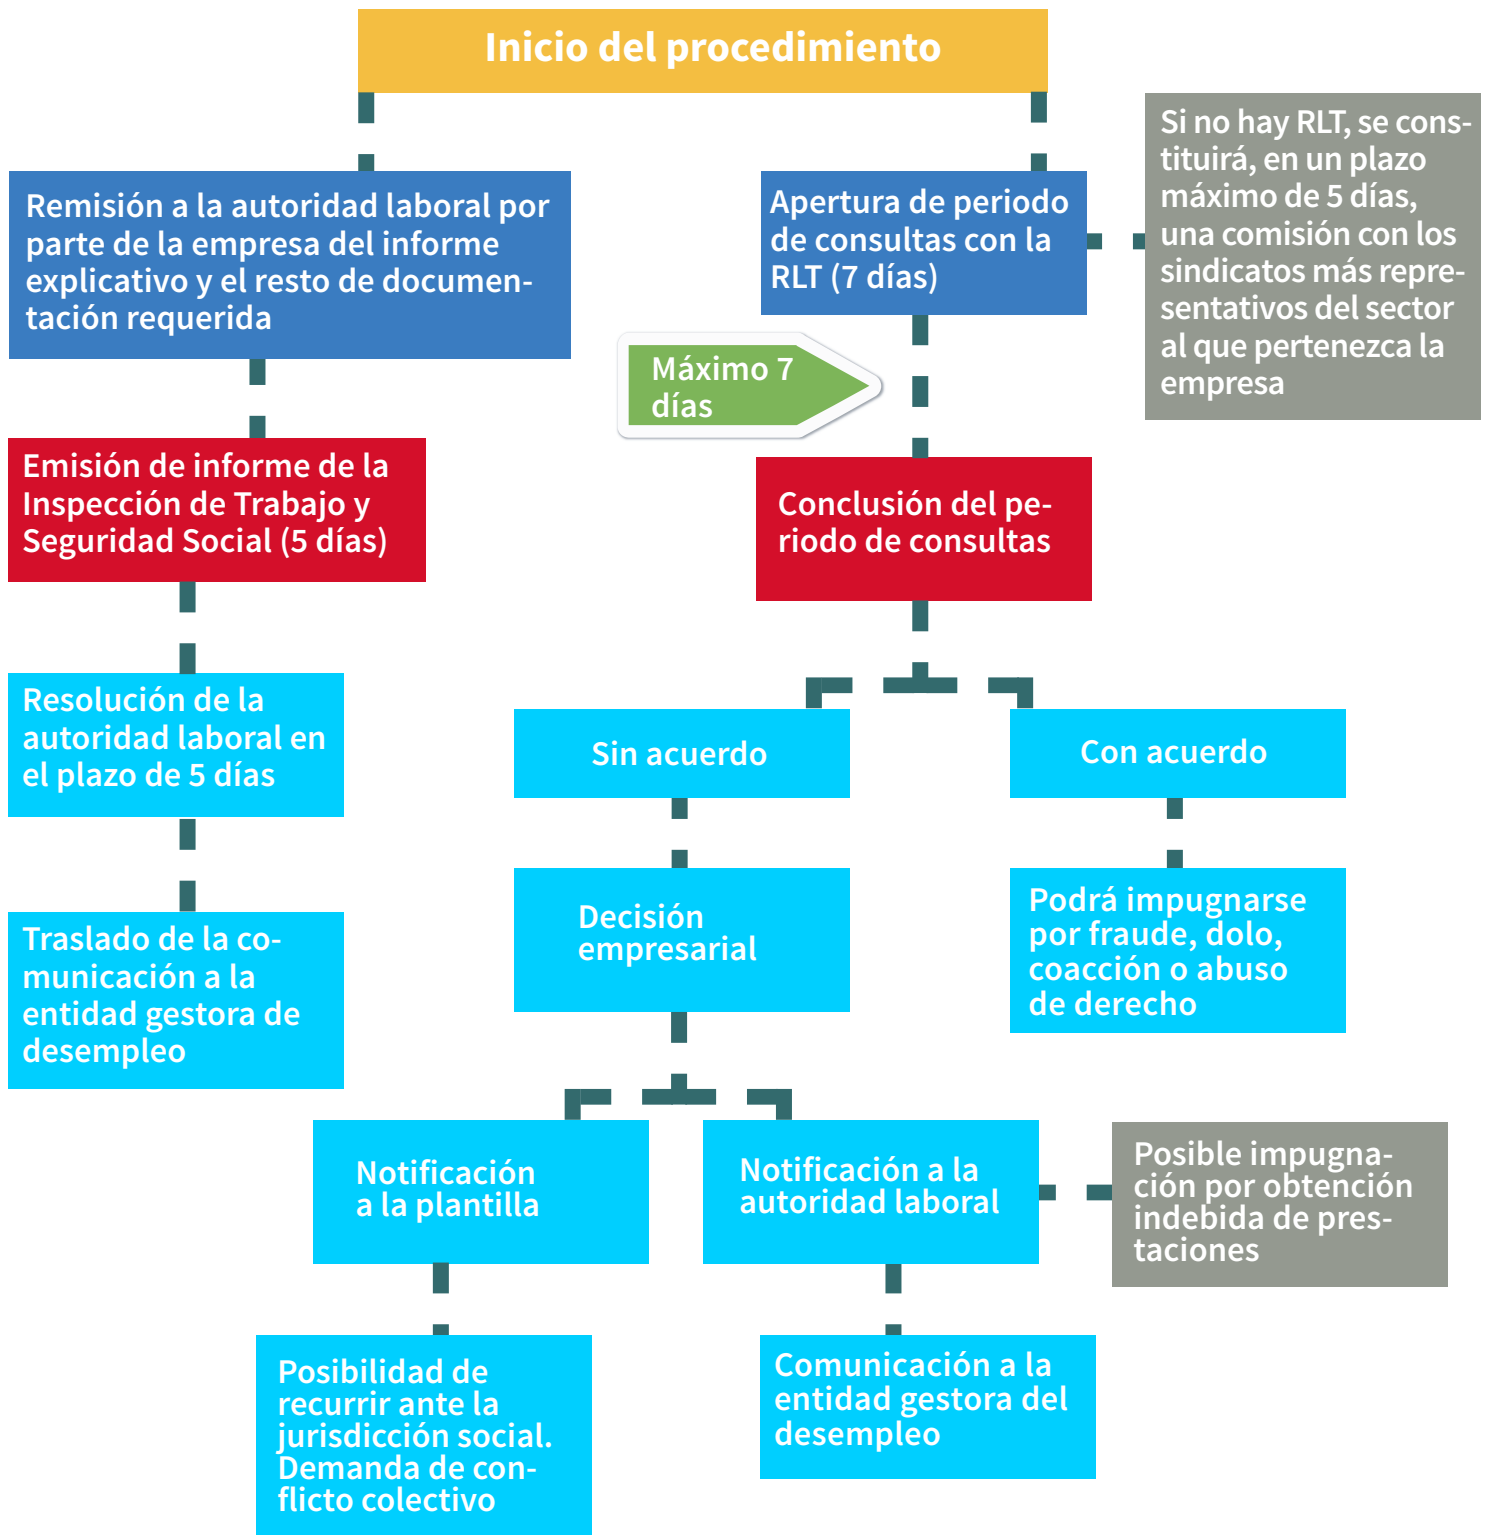 Inicio del procedimiento
Remisión a la autoridad laboral por
parte de la empresa del informe
explicativo y el resto de documen-
tación requerida
Apertura de periodo
de consultas con la
RLT (7 días)
Si no hay RLT, se cons-
tituirá, en un plazo
máximo de 5 días,
una comisión con los
sindicatos más repre-
sentativos del sector
al que pertenezca la
empresa
Máximo 7
días
Emisión de informe de la
Inspección de Trabajo y
Seguridad Social (5 días)
Conclusión del pe-
riodo de consultas
Resolución de la
autoridad laboral en
el plazo de 5 días
Sin acuerdo
Con acuerdo
Traslado de la co-
municación a la
entidad gestora de
desempleo
Decisión
empresarial
Podrá impugnarse
por fraude, dolo,
coacción o abuso
de derecho
Notificación
a la plantilla
Notificación a la
autoridad laboral
Posible impugna-
ción por obtención
indebida de pres-
taciones
Posibilidad de
recurrir ante la
jurisdicción social.
Demanda de con-
flicto colectivo
Comunicación a la
entidad gestora del
desempleo